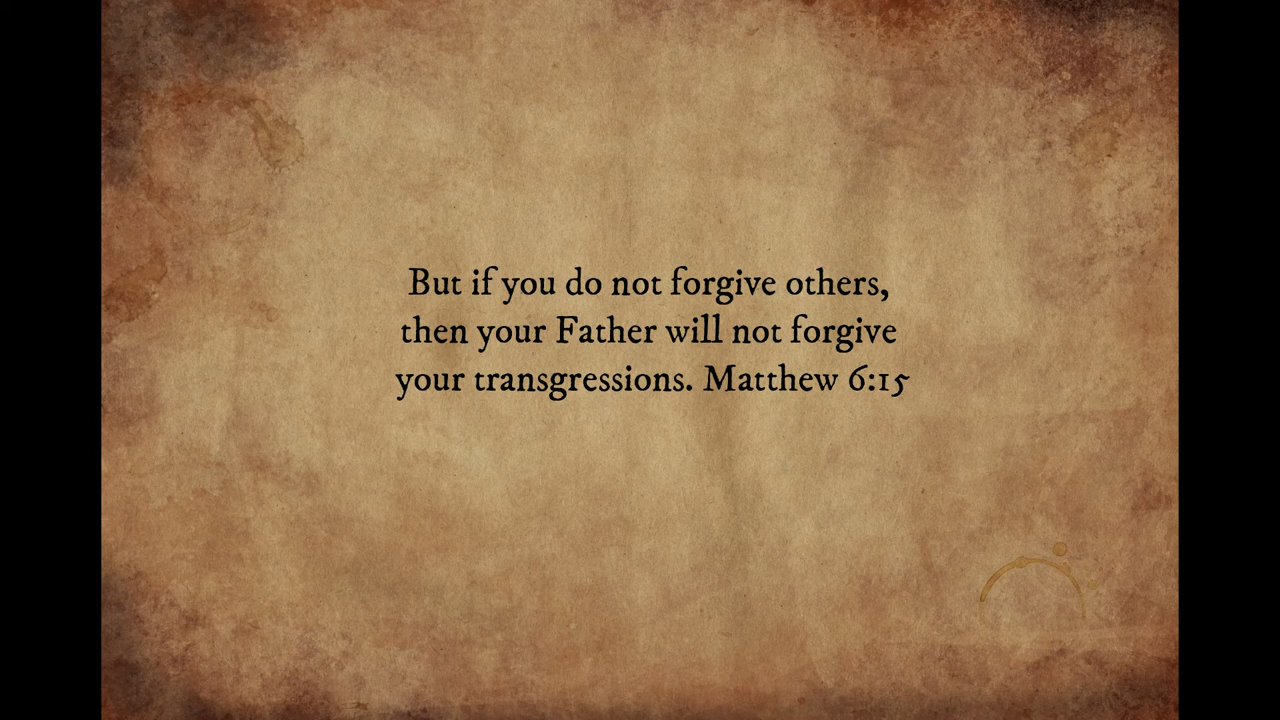 But if you do not forgive others,
then your Father will not forgive
your transgressions. Matthew 6:15